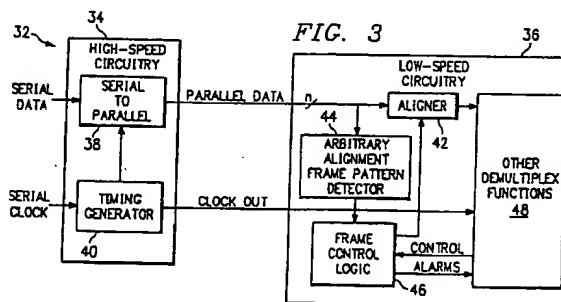 32
34
HIGH-SPEED
CIRCUITRY
SERIAL
DATA
SERIAL
TO
PARALLEL
38
SERIAL
CLOCK
TIMING
GENERATOR
40
PARALLEL DATA
n
CLOCK OUT
FIG. 3
36
LOW-SPEED
CIRCUITRY
ALIGNER
42
44
ARBITRARY
ALIGNMENT
FRAME PATTERN
DETECTOR
FRAME
CONTROL
LOGIC
46
CONTROL
ALARMS
OTHER
DEMULTIPLEX
FUNCTIONS
48